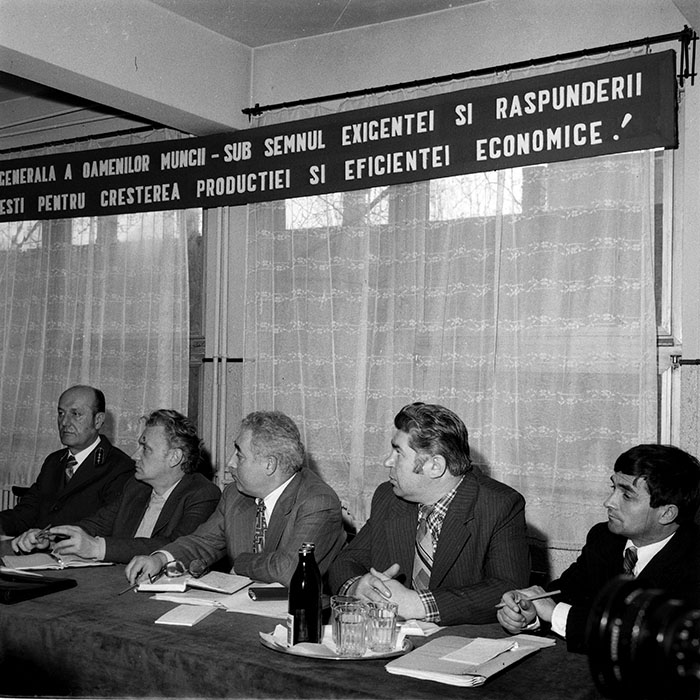 GENERALA A OAMENILOR MUNCII - SUB SEMNUL EXIGENTEI SI RASPUNDERII
ESTI PENTRU CRESTEREA PRODUCTIEI SI EFICIENTEI ECONOMICE!